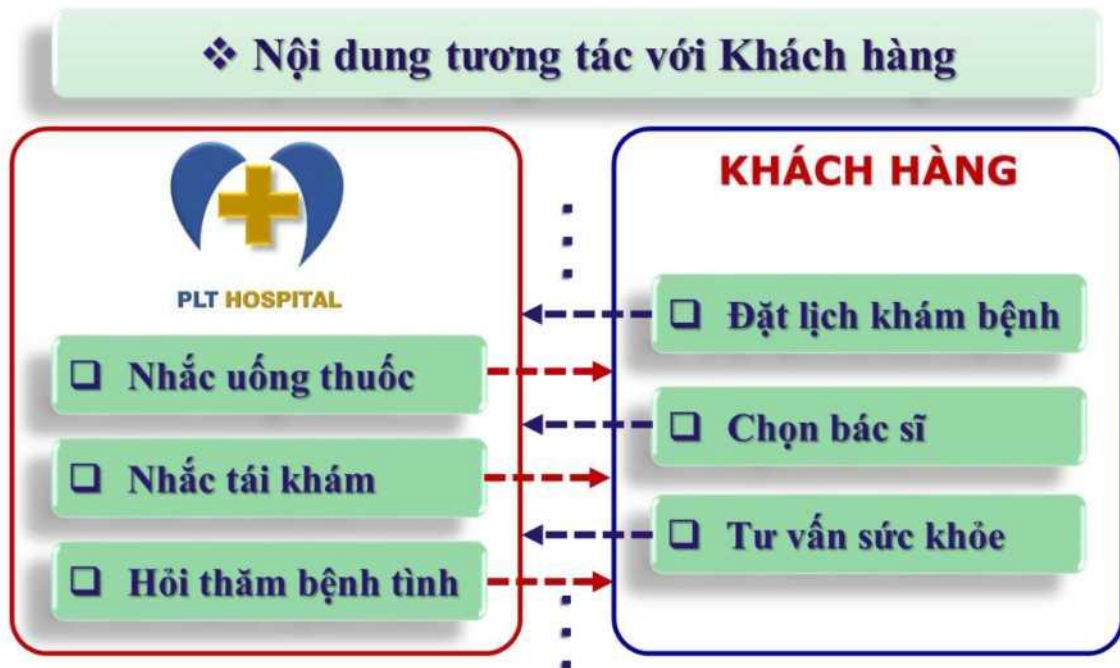 ❖ Nội dung tương tác với Khách hàng
PLT HOSPITAL
❑ Nhắc uống thuốc
❑ Nhắc tái khám
❑ Hỏi thăm bệnh tình
KHÁCH HÀNG
❑ Đặt lịch khám bệnh
❑ Chọn bác sĩ
❑ Tư vấn sức khỏe